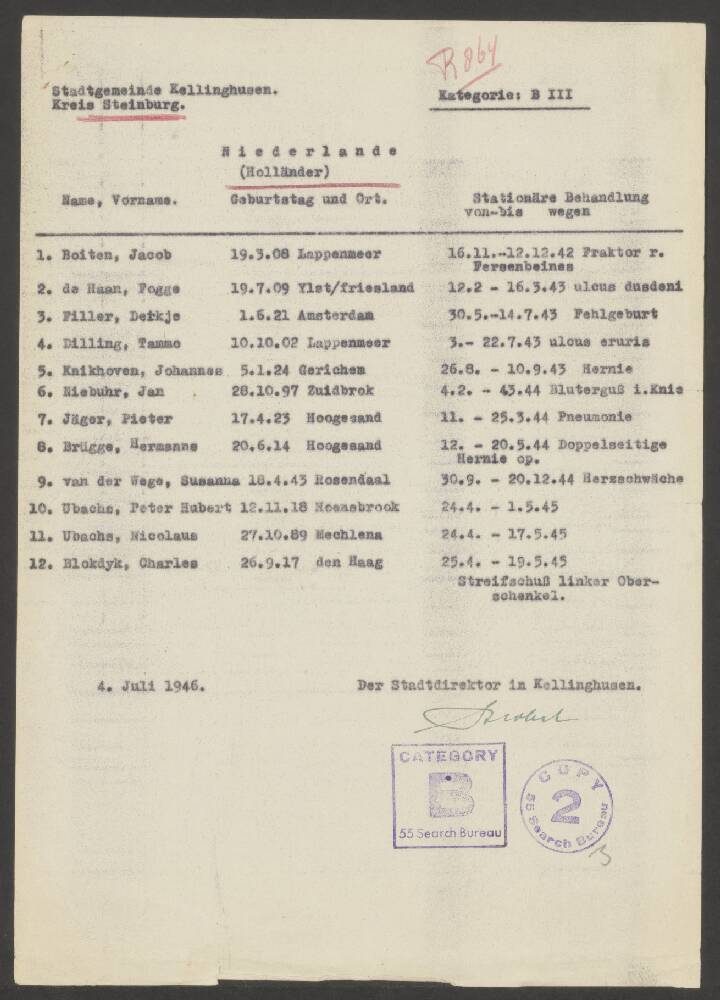 R 864
Stadtgemeinde Kellinghusen.
Kreis Steinburg.
Kategorie: B III
Niederlande
(Holländer)
Name, Vorname. Geburtstag und Ort. Stationäre Behandlung
von-bis wegen
1. Boiten, Jacob 19.3.08 Lappenmeer 16.11.-12.12.42 Fraktor r.
Fersenbeines
2. de Haan, Fogge 19.7.09 Ylst/friesland 12.2 - 16.3.43 ulcus dusdeni
3. Filler, Derkje 1.6.21 Amsterdam 30.5.-14.7.43 Fehlgeburt
4. Dilling, Tammo 10.10.02 Lappenmeer 3.- 22.7.43 ulcus cruris
5. Knikhoven, Johannes 5.1.24 Gerichem 26.8. - 10.9.43 Hernie
6. Niebuhr, Jan 28.10.97 Zuidbrok 4.2. - 43.44 Bluterguß i.Knie
7. Jäger, Pieter 17.4.23 Hoogesand 11. - 25.3.44 Pneumonie
8. Brügge, Hermanns 20.6.14 Hoogesand 12. - 20.5.44 Doppelseitige
Hernie op.
9. van der Wege, Susanna 18.4.43 Rosendaal 30.9. - 20.12.44 Herzschwäche
10. Ubachs, Peter Hubert 12.11.18 Hoensbrook 24.4. - 1.5.45
11. Ubachs, Nicolaus 27.10.89 Mechlena 24.4. - 17.5.45
12. Blokdyk, Charles 26.9.17 den Haag 25.4. - 19.5.45
Streifschuß linker Ober-
schenkel.
4. Juli 1946. Der Stadtdirektor in Kellinghusen.
CATEGORY
B
55 Search Bureau
COPY
2
55 Search Bureau